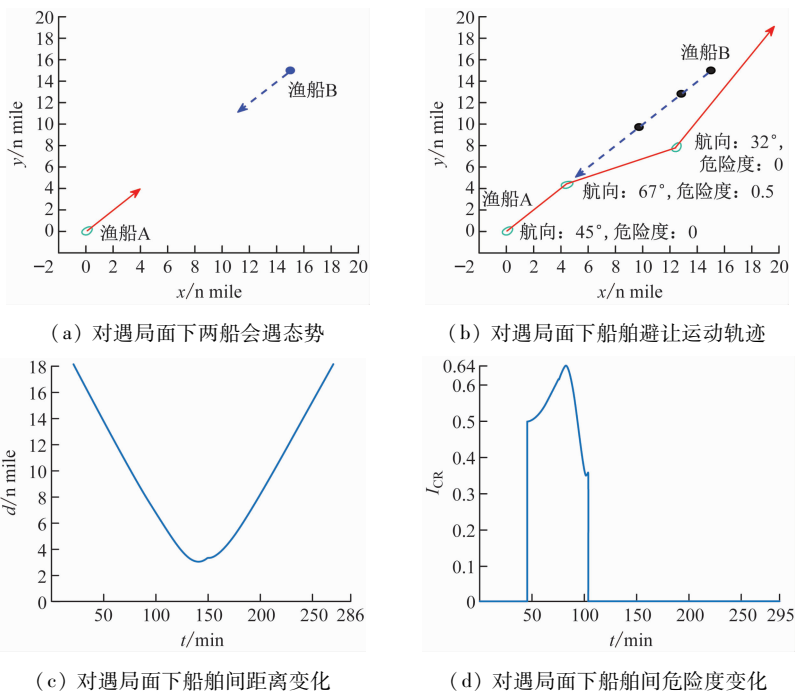 20
18
16
14
12
10
8
6
4
2
0
−2
y/n mile
渔船B
渔船A
0 2 4 6 8 10 12 14 16 18 20
x/n mile
(a) 对遇局面下两船会遇态势
20
18
16
14
12
10
8
6
4
2
0
−2
y/n mile
渔船B
航向：32°,
危险度：0
航向：67°,危险度：0.5
渔船A
航向：45°,危险度：0
0 2 4 6 8 10 12 14 16 18 20
x/n mile
(b) 对遇局面下船舶避让运动轨迹
18
16
14
12
10
8
6
4
2
0
d/n mile
50 100 150 200 250 286
t/min
(c) 对遇局面下船舶间距离变化
0.64
0.6
0.5
0.4
0.3
0.2
0.1
0
I_CR
50 100 150 200 250 295
t/min
(d) 对遇局面下船舶间危险度变化